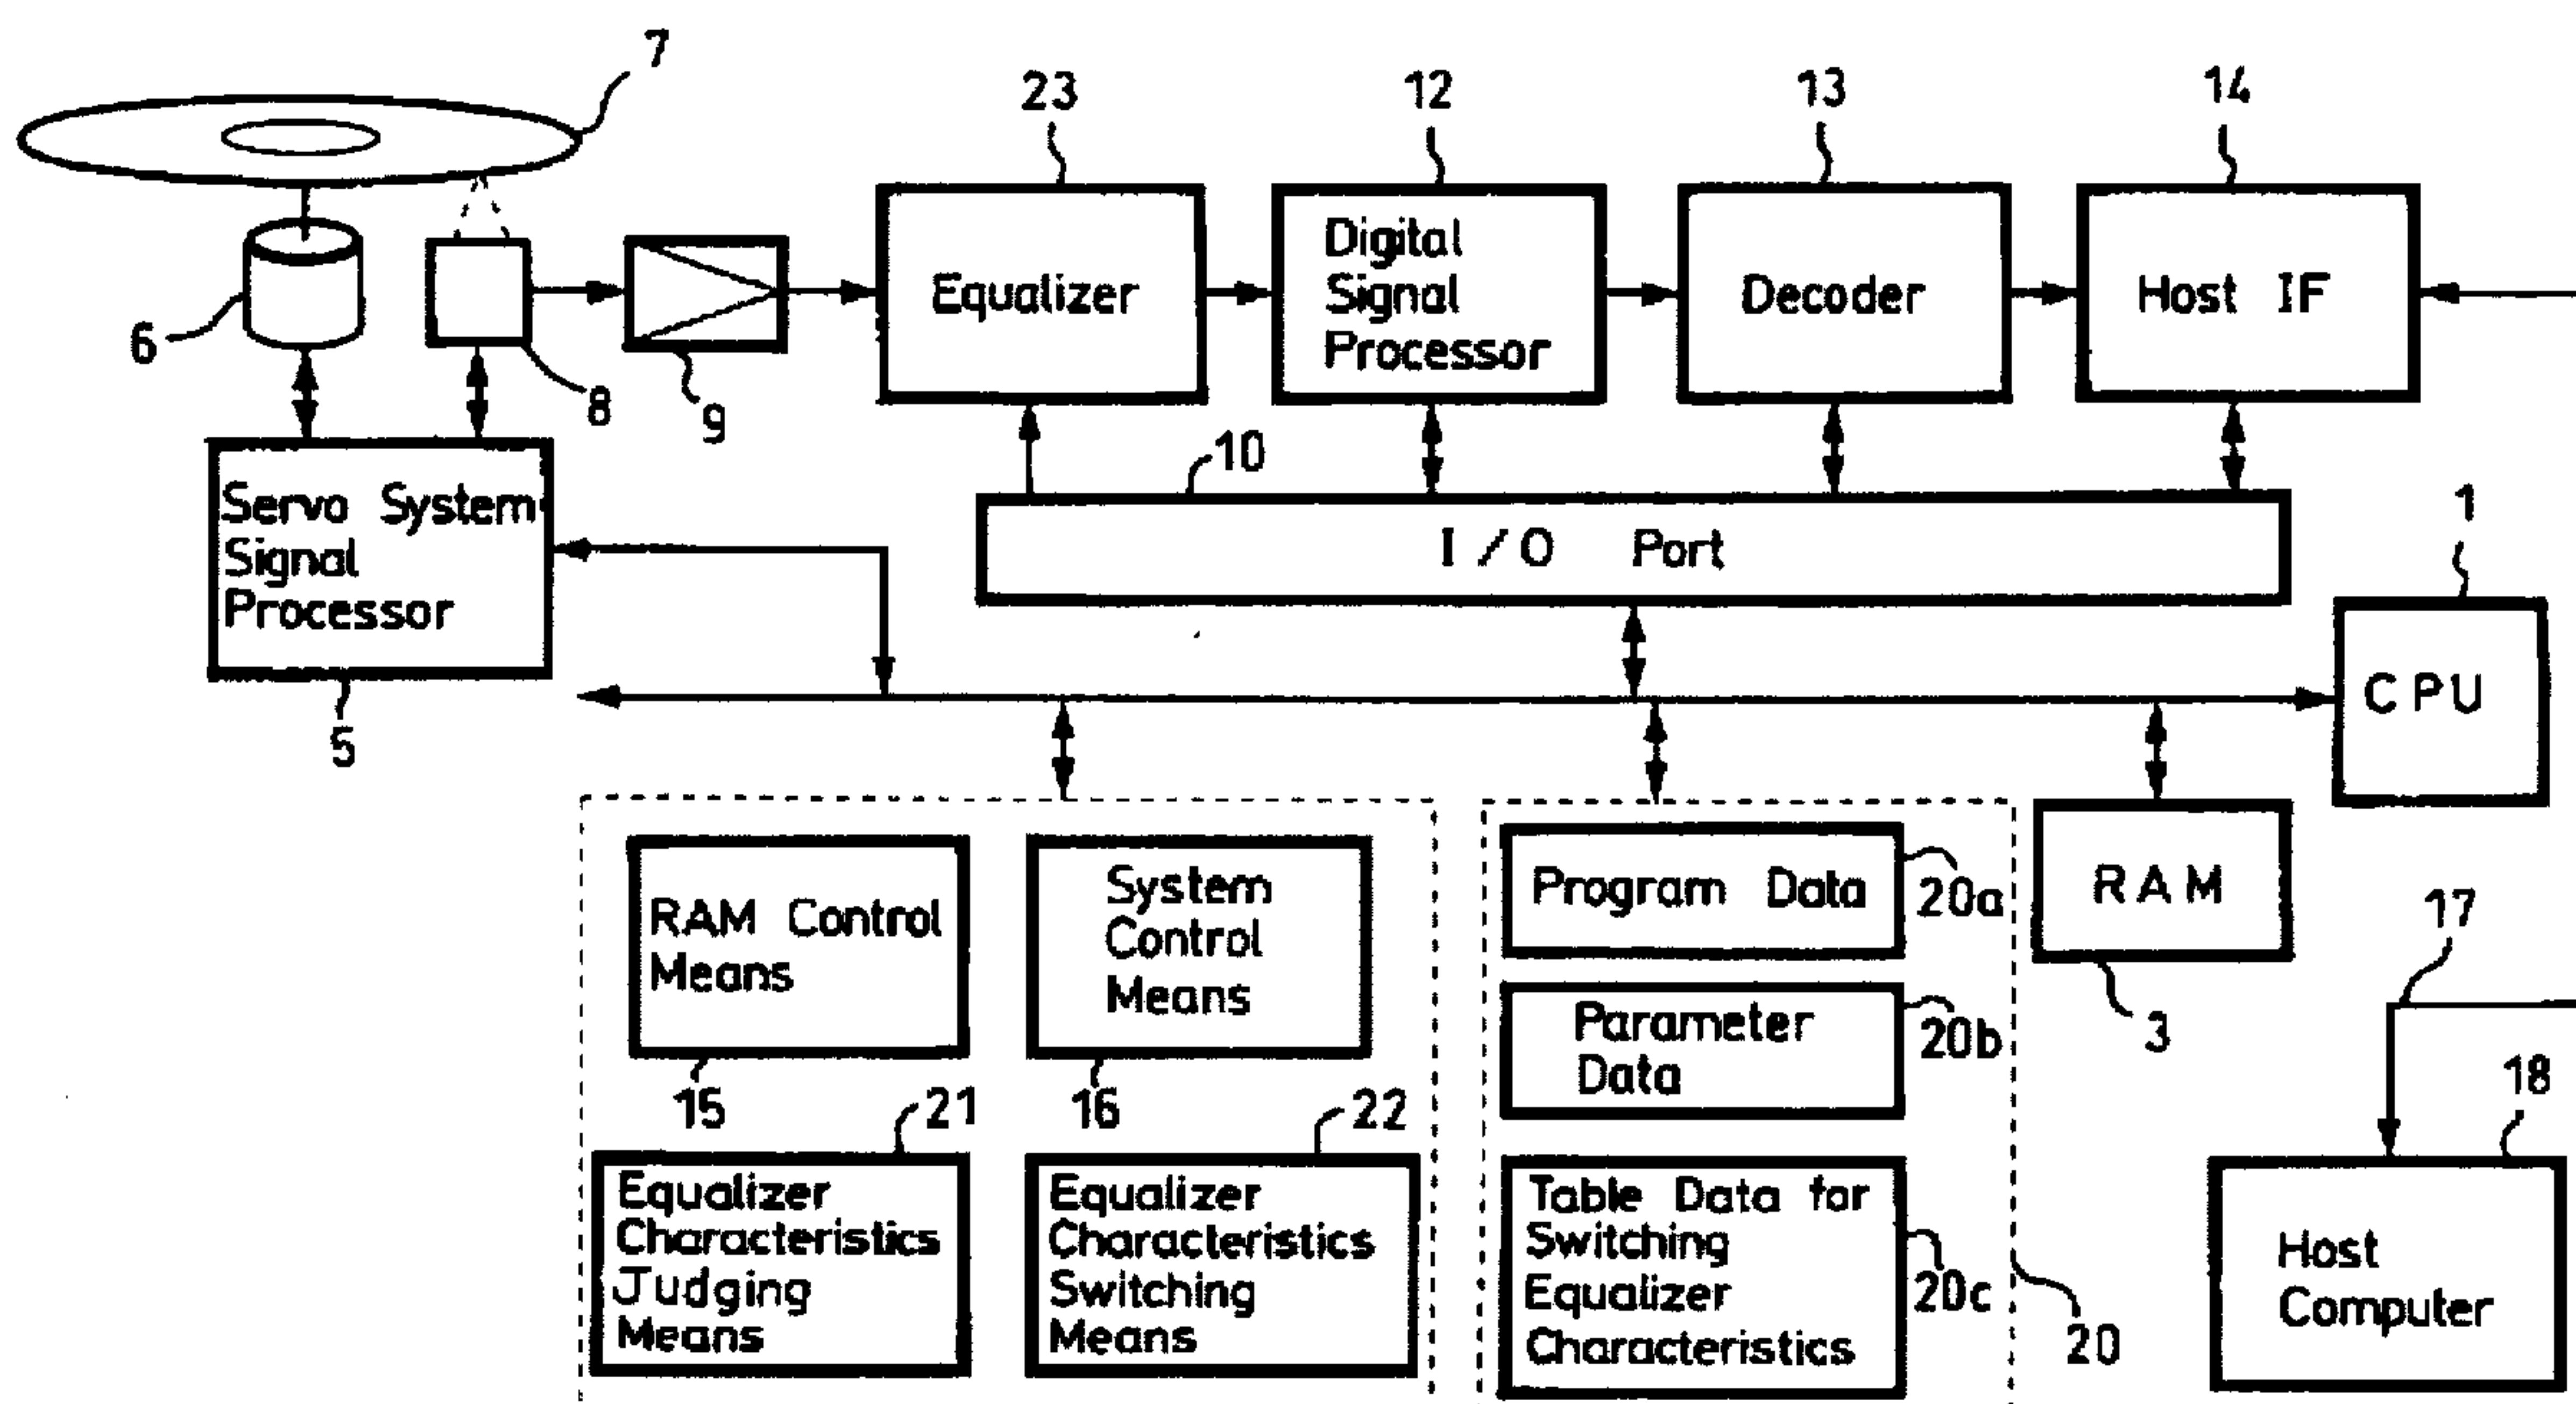 7
23
12
13
14
Equalizer
Digital
Signal
Processor
Decoder
Host IF
6
8
9
10
Servo System
Signal
Processor
5
I/O Port
1
CPU
RAM Control
Means
15
System
Control
Means
16
Program Data
20a
RAM
3
17
Parameter
Data
20b
21
Equalizer
Characteristics
Judging
Means
22
Equalizer
Characteristics
Switching
Means
Table Data for
Switching
Equalizer
Characteristics
20c
20
18
Host
Computer